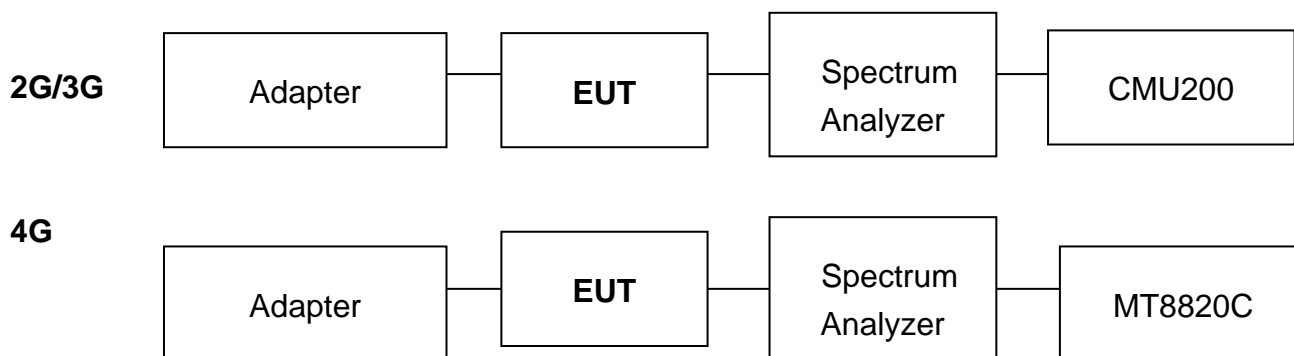 2G/3G
Adapter
EUT
Spectrum
Analyzer
CMU200
4G
Adapter
EUT
Spectrum
Analyzer
MT8820C